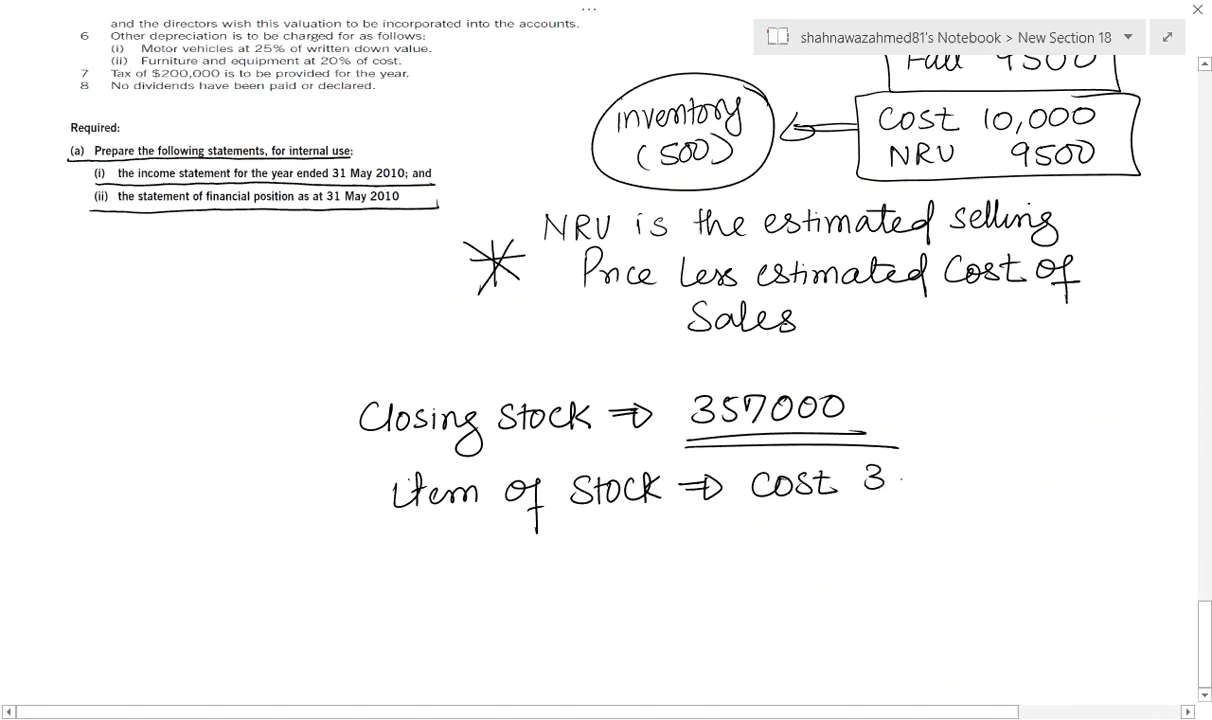 and the directors wish this valuation to be incorporated into the accounts.
6 Other depreciation is to be charged for as follows:
(i) Motor vehicles at 25% of written down value.
(ii) Furniture and equipment at 20% of cost.
7 Tax of $200,000 is to be provided for the year.
8 No dividends have been paid or declared.
Required:
(a) Prepare the following statements, for internal use:
(i) the income statement for the year ended 31 May 2010; and
(ii) the statement of financial position as at 31 May 2010
shahnawazahmed81's Notebook > New Section 18
9500
inventory
(500)
Cost 10,000
NRV 9500
NRV is the estimated selling
Price Less estimated Cost of
Sales
Closing Stock ⇒ 357000
item of Stock ⇒ Cost 3